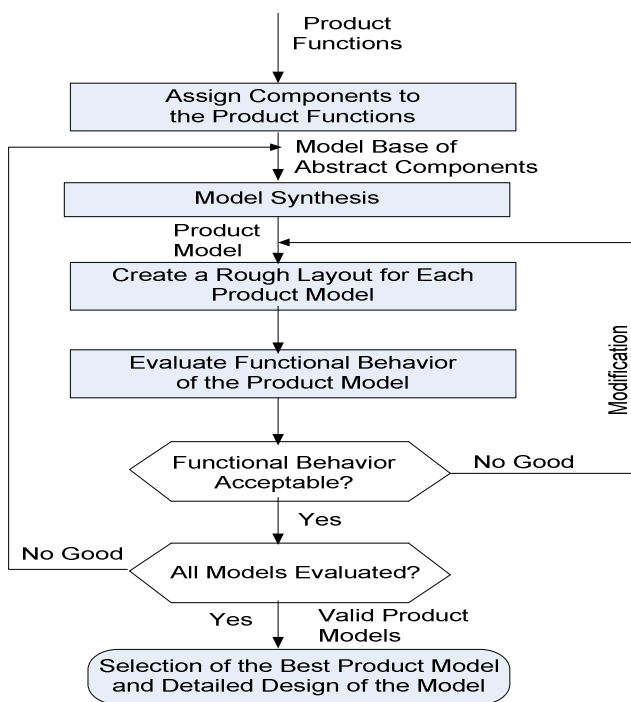 Product
Functions
Assign Components to
the Product Functions
Model Base of
Abstract Components
Model Synthesis
Product
Model
Create a Rough Layout for Each
Product Model
Evaluate Functional Behavior
of the Product Model
Modification
Functional Behavior
Acceptable?
No Good
Yes
No Good
All Models Evaluated?
Yes
Valid Product
Models
Selection of the Best Product Model
and Detailed Design of the Model